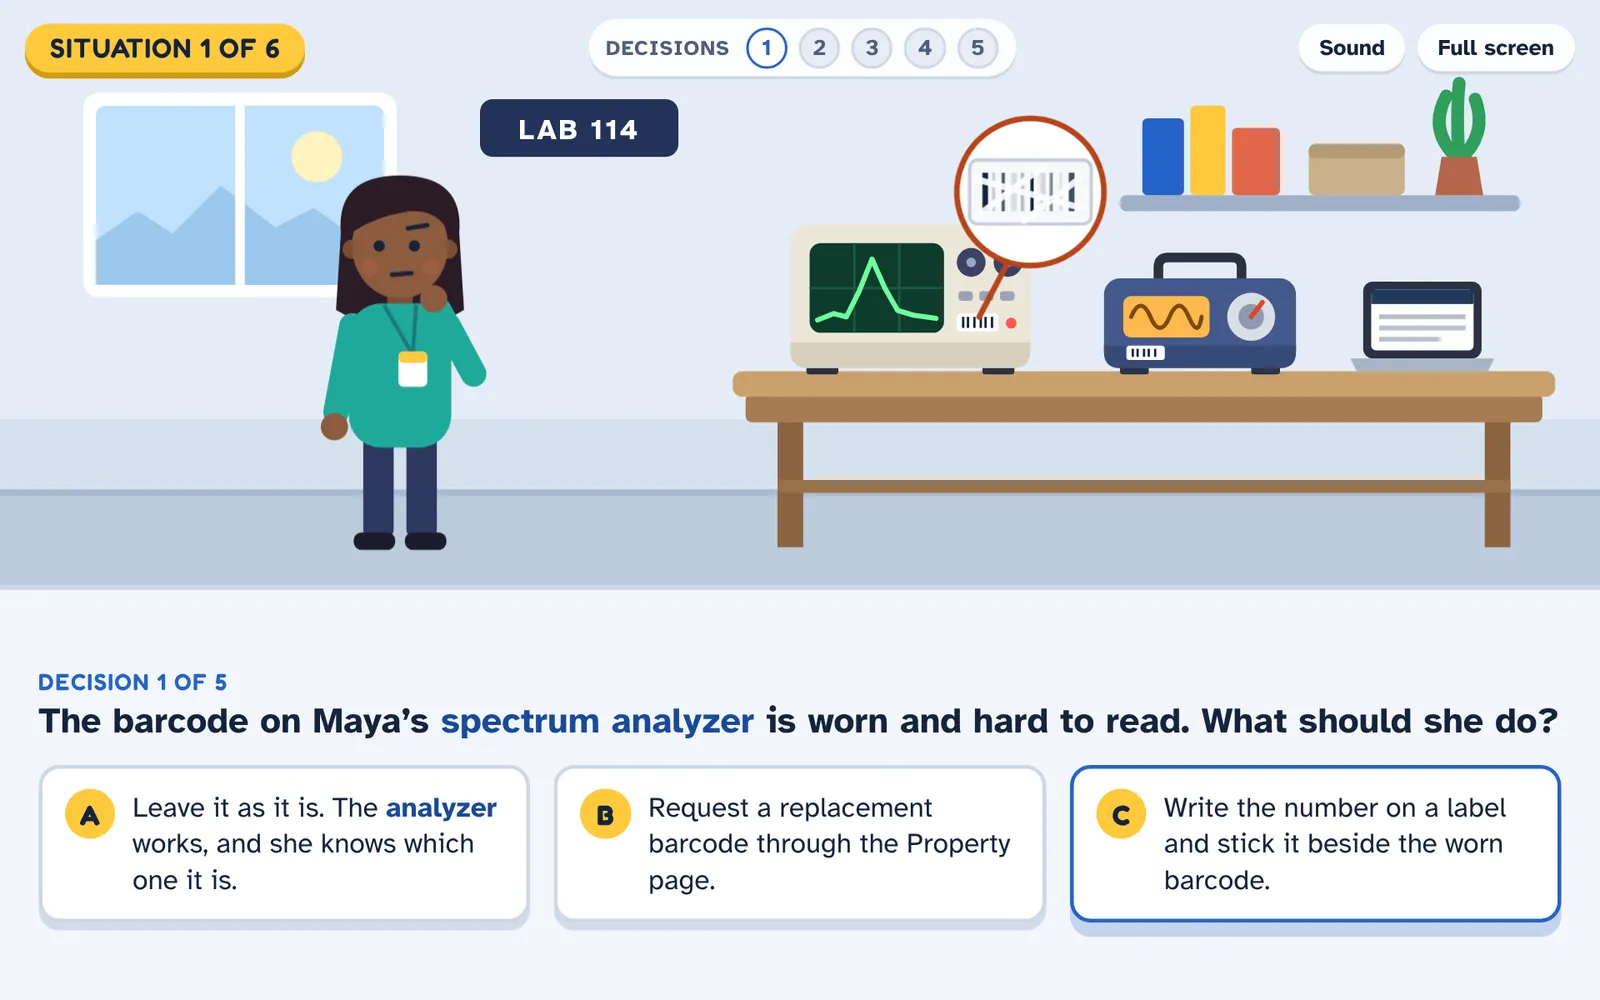 SITUATION 1 OF 6
DECISIONS 1 2 3 4 5
Sound
Full screen
LAB 114
DECISION 1 OF 5
The barcode on Maya’s spectrum analyzer is worn and hard to read. What should she do?
A
Leave it as it is. The analyzer
works, and she knows which
one it is.
B
Request a replacement
barcode through the Property
page.
C
Write the number on a label
and stick it beside the worn
barcode.